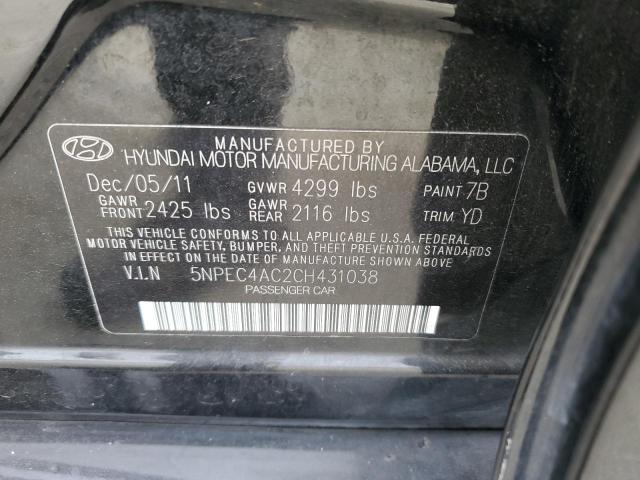 MANUFACTURED BY
HYUNDAI MOTOR MANUFACTURING ALABAMA, LLC
Dec/05/11 GVWR 4299 lbs PAINT 7B
GAWR FRONT 2425 lbs GAWR REAR 2116 lbs TRIM YD
THIS VEHICLE CONFORMS TO ALL APPLICABLE U.S.A. FEDERAL
MOTOR VEHICLE SAFETY, BUMPER, AND THEFT PREVENTION STANDARDS
IN EFFECT ON THE DATE OF MANUFACTURE SHOWN ABOVE
V.I.N 5NPEC4AC2CH431038
PASSENGER CAR